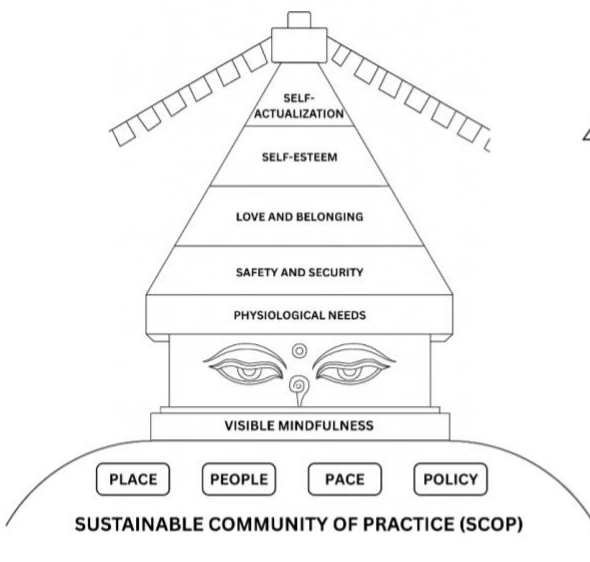 SELF-
ACTUALIZATION
SELF-ESTEEM
LOVE AND BELONGING
SAFETY AND SECURITY
PHYSIOLOGICAL NEEDS
VISIBLE MINDFULNESS
PLACE PEOPLE PACE POLICY
SUSTAINABLE COMMUNITY OF PRACTICE (SCOP)